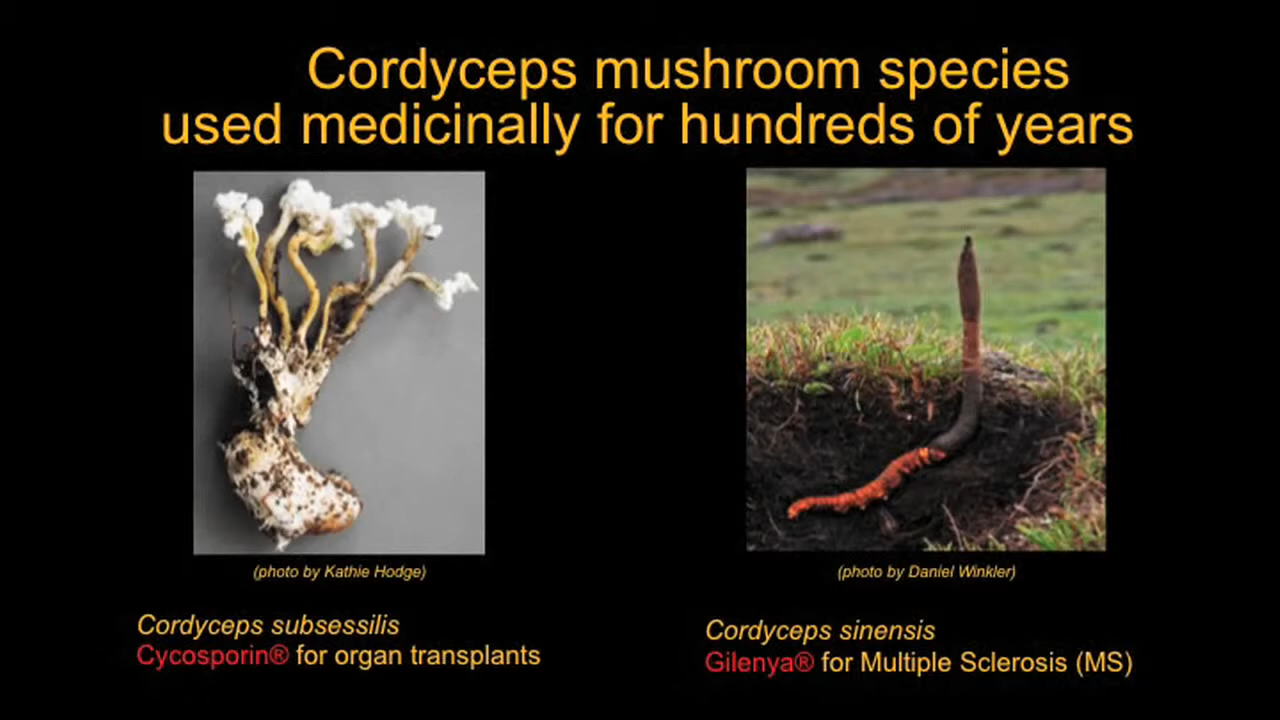 Cordyceps mushroom species
used medicinally for hundreds of years
(photo by Kathie Hodge)
(photo by Daniel Winkler)
Cordyceps subsessilis
Cycosporin® for organ transplants
Cordyceps sinensis
Gilenya® for Multiple Sclerosis (MS)